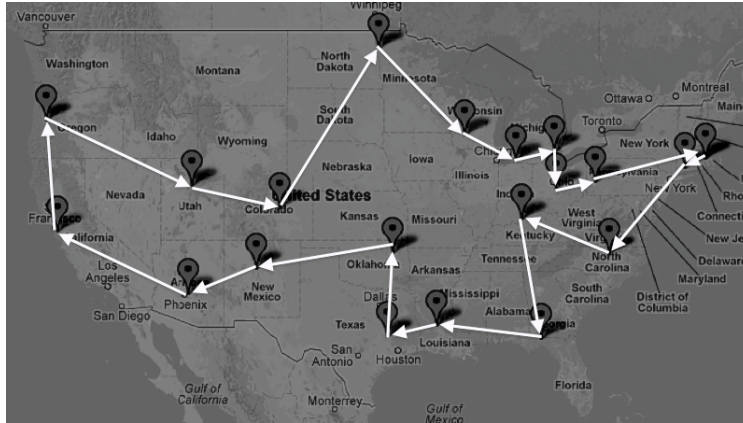 Vancouver
Winnipeg
Washington
Montana
North
Dakota
Minnesota
Ottawa
Montreal
Maine
Oregon
Idaho
Wyoming
South
Dakota
Toronto
New York
Iowa
Nebraska
Illinois
New York
Nevada
Utah
Colorado
United States
Kansas
Missouri
West
Virginia
Kentucky
Connecti
New Je
Delaware
Maryland
District of
Columbia
California
Los
Angeles
San Diego
Phoenix
New
Mexico
Oklahoma
Arkansas
Tennessee
North
Carolina
South
Carolina
Mississippi
Alabama
Dallas
Texas
Louisiana
San
Antonio
Houston
Florida
Gulf of
California
Monterrey
Gulf of
Mexico